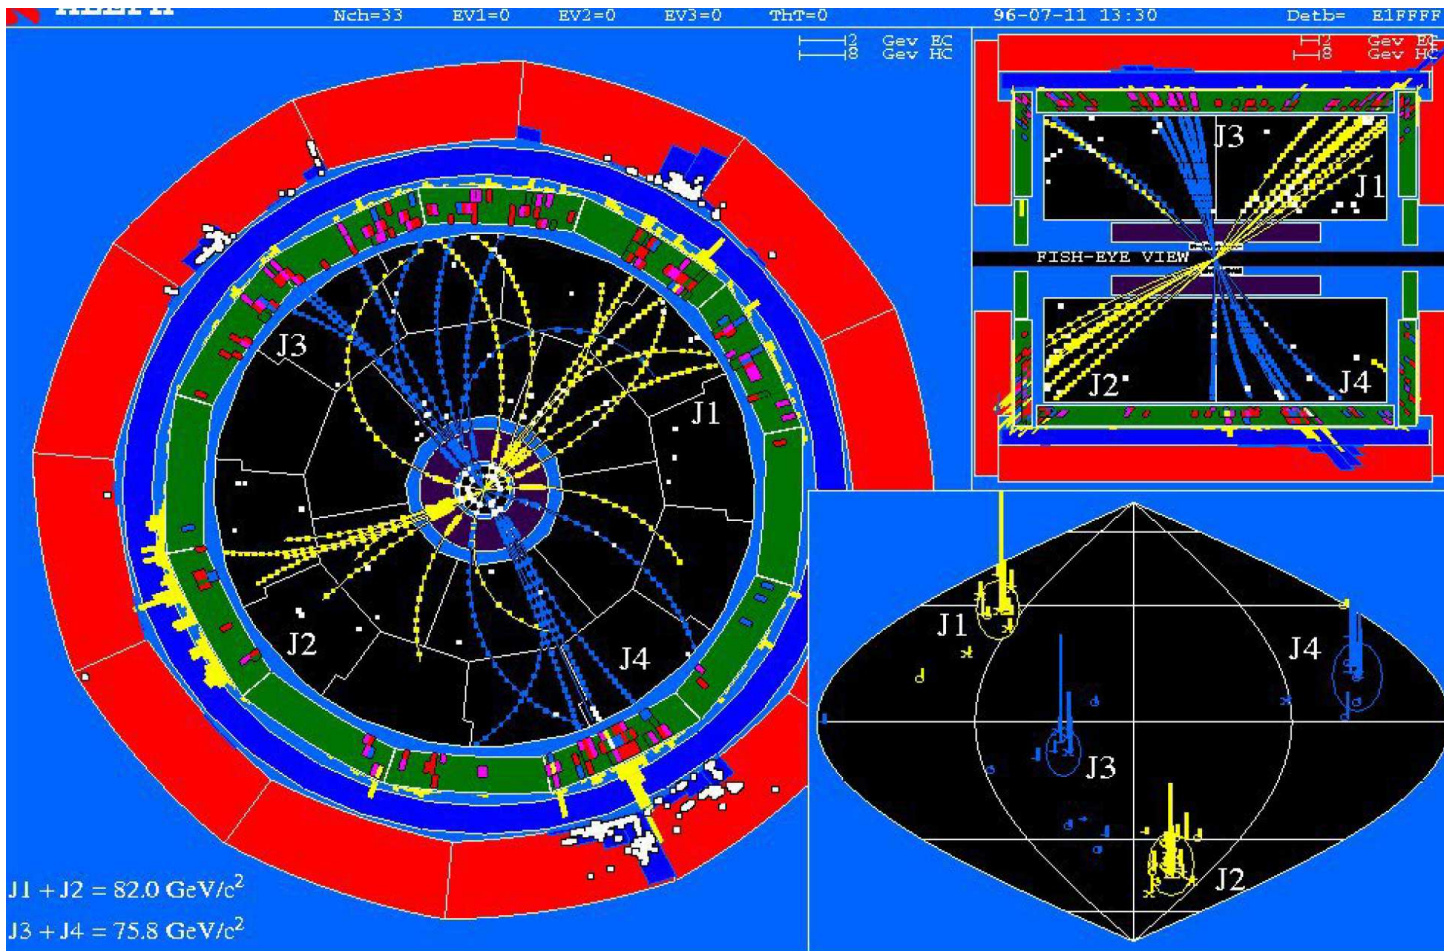 ALEPH
Nch=33 EV1=0 EV2=0 EV3=0 ThT=0 96-07-11 13:30 Detb= E1FFFF
2 Gev EC
8 Gev HC
2 Gev EC
8 Gev HC
J3
J1
FISH-EYE VIEW
J2
J4
J3
J1
J2
J4
J1
J4
J3
J2
J1 + J2 = 82.0 GeV/c²
J3 + J4 = 75.8 GeV/c²